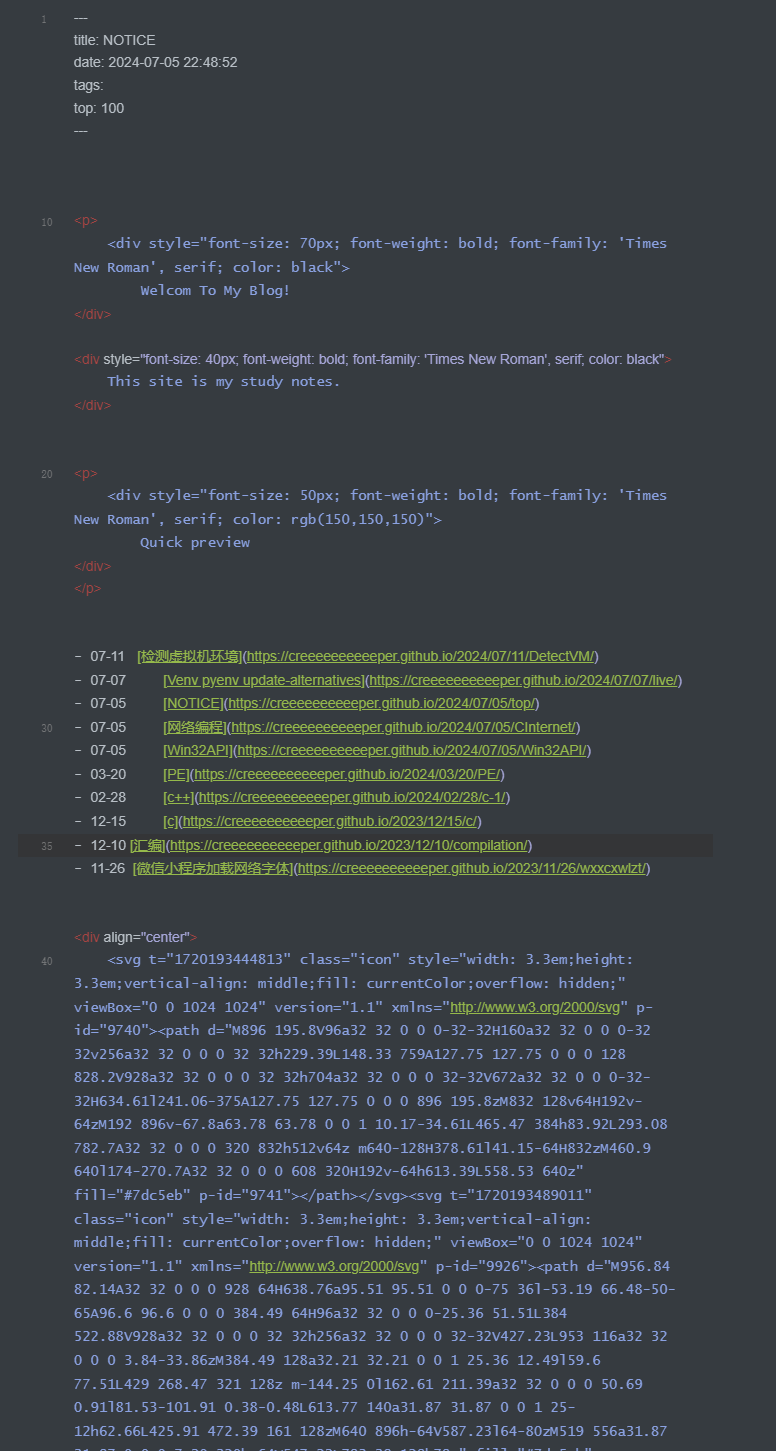 1 ---
title: NOTICE
date: 2024-07-05 22:48:52
tags:
top: 100
---
10 <p>
<div style="font-size: 70px; font-weight: bold; font-family: 'Times
New Roman', serif; color: black">
Welcom To My Blog!
</div>
<div style="font-size: 40px; font-weight: bold; font-family: 'Times New Roman', serif; color: black">
This site is my study notes.
</div>
20 <p>
<div style="font-size: 50px; font-weight: bold; font-family: 'Times
New Roman', serif; color: rgb(150,150,150)">
Quick preview
</div>
</p>
- 07-11 [检测虚拟机环境](https://creeeeeeeeeeper.github.io/2024/07/11/DetectVM/)
- 07-07 [Venv pyenv update-alternatives](https://creeeeeeeeeeper.github.io/2024/07/07/live/)
- 07-05 [NOTICE](https://creeeeeeeeeeper.github.io/2024/07/05/top/)
30 - 07-05 [网络编程](https://creeeeeeeeeeper.github.io/2024/07/05/CInternet/)
- 07-05 [Win32API](https://creeeeeeeeeeper.github.io/2024/07/05/Win32API/)
- 03-20 [PE](https://creeeeeeeeeeper.github.io/2024/03/20/PE/)
- 02-28 [c++](https://creeeeeeeeeeper.github.io/2024/02/28/c-1/)
- 12-15 [c](https://creeeeeeeeeeper.github.io/2023/12/15/c/)
35 - 12-10 [汇编](https://creeeeeeeeeeper.github.io/2023/12/10/compilation/)
- 11-26 [微信小程序加载网络字体](https://creeeeeeeeeeper.github.io/2023/11/26/wxxcxwlzt/)
<div align="center">
40 <svg t="1720193444813" class="icon" style="width: 3.3em;height:
3.3em;vertical-align: middle;fill: currentColor;overflow: hidden;"
viewBox="0 0 1024 1024" version="1.1" xmlns="http://www.w3.org/2000/svg" p-
id="9740"><path d="M896 195.8V96a32 32 0 0 0-32-32H160a32 32 0 0 0-32
32v256a32 32 0 0 0 32 32h229.39L148.33 759A127.75 127.75 0 0 0 128
828.2V928a32 32 0 0 0 32 32h704a32 32 0 0 0 32-32V672a32 32 0 0 0-32-
32H634.61l241.06-375A127.75 127.75 0 0 0 896 195.8zM832 128v64H192v-
64zM192 896v-67.8a63.78 63.78 0 0 1 10.17-34.61L465.47 384h83.92L293.08
782.7A32 32 0 0 0 320 832h512v64z m640-128H378.61l41.15-64H832zM460.9
640l174-270.7A32 32 0 0 0 608 320H192v-64h613.39L558.53 640z"
fill="#7dc5eb" p-id="9741"></path></svg><svg t="1720193489011"
class="icon" style="width: 3.3em;height: 3.3em;vertical-align:
middle;fill: currentColor;overflow: hidden;" viewBox="0 0 1024 1024"
version="1.1" xmlns="http://www.w3.org/2000/svg" p-id="9926"><path d="M956.84
82.14A32 32 0 0 0 928 64H638.76a95.51 95.51 0 0 0-75 36l-53.19 66.48-50-
65A96.6 96.6 0 0 0 384.49 64H96a32 32 0 0 0-25.36 51.51L384
522.88V928a32 32 0 0 0 32 32h256a32 32 0 0 0 32-32V427.23L953 116a32 32
0 0 0 3.84-33.86zM384.49 128a32.21 32.21 0 0 1 25.36 12.49l59.6
77.51L429 268.47 321 128z m-144.25 0l162.61 211.39a32 32 0 0 0 50.69
0.91l81.53-101.91 0.38-0.48L613.77 140a31.87 31.87 0 0 1 25-
12h62.66L425.91 472.39 161 128zM640 896h-64V587.23l64-80zM519 556a31.87